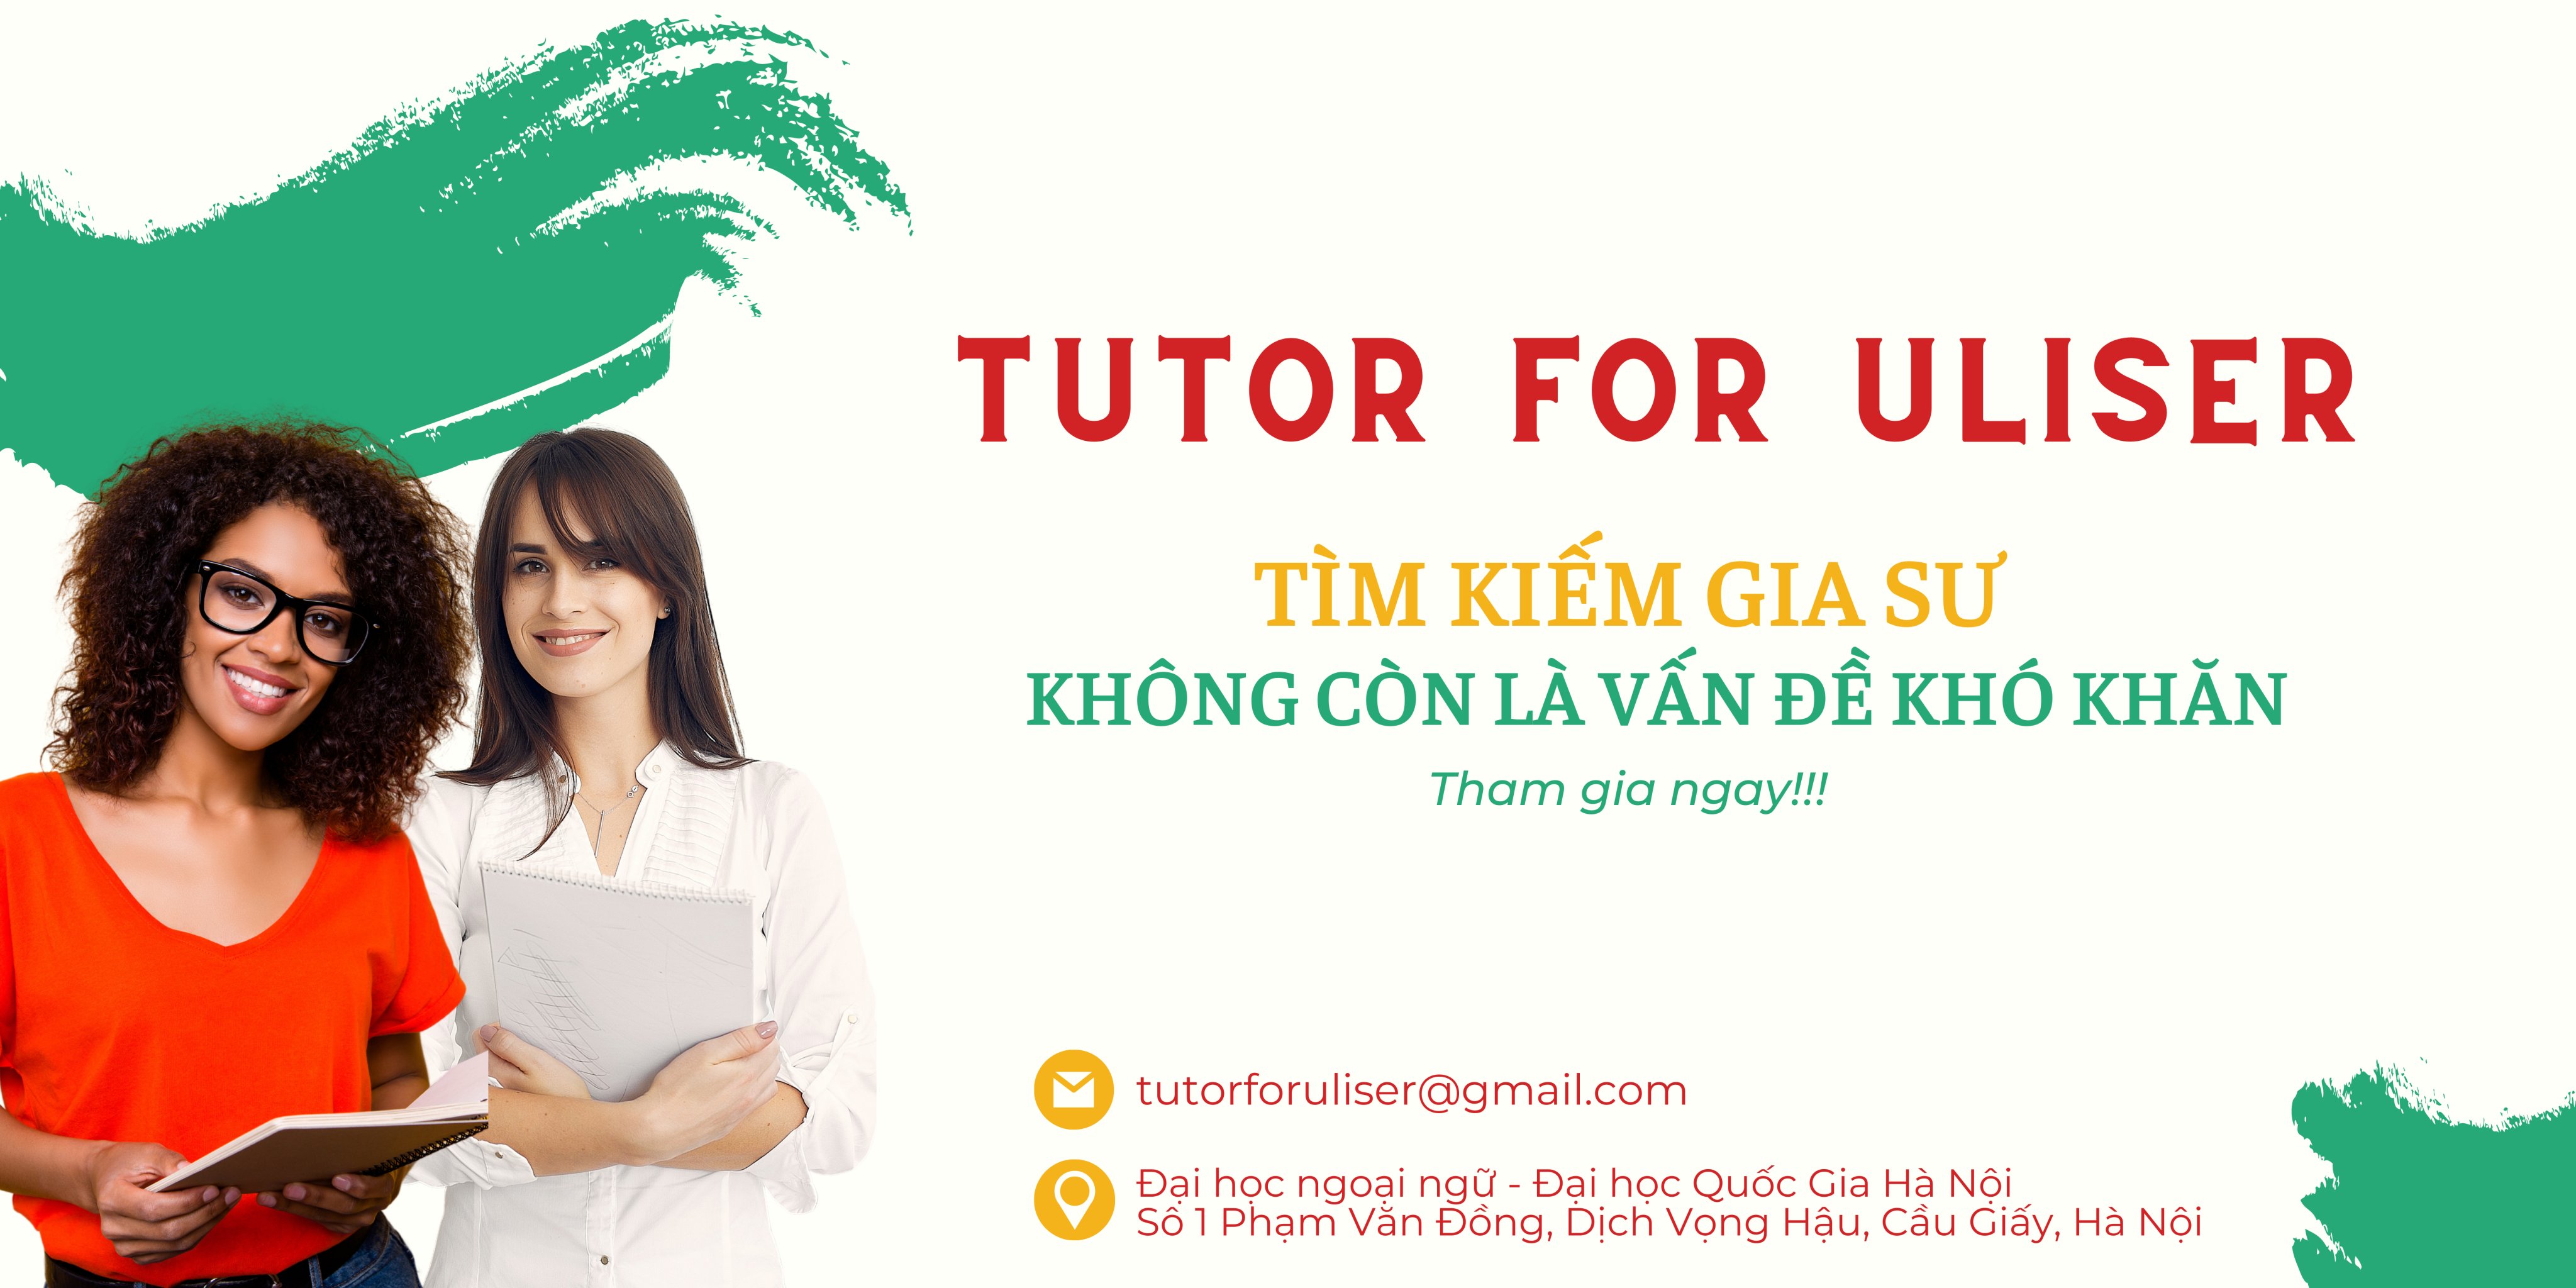 TUTOR FOR ULISER
TÌM KIẾM GIA SƯ
KHÔNG CÒN LÀ VẤN ĐỀ KHÓ KHĂN
Tham gia ngay!!!
tutorforuliser@gmail.com
Đại học ngoại ngữ - Đại học Quốc Gia Hà Nội
Số 1 Phạm Văn Đồng, Dịch Vọng Hậu, Cầu Giấy, Hà Nội